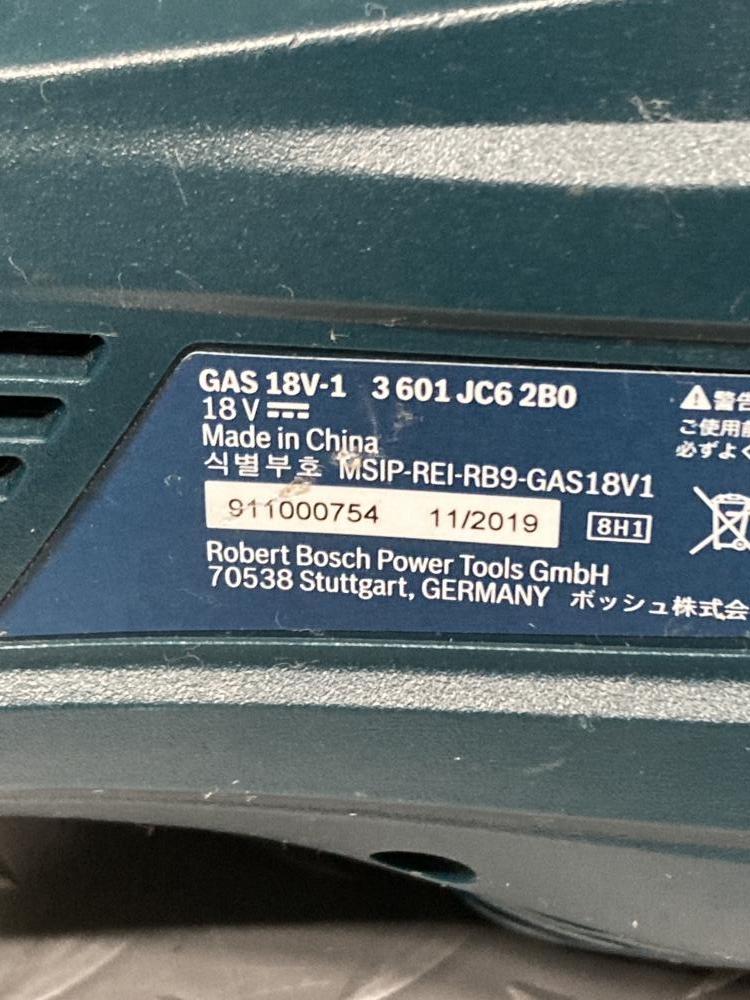 GAS 18V-1 3 601 JC6 2B0
18 V
Made in China
식별부호 MSIP-REI-RB9-GAS18V1
911000754 11/2019
8H1
Robert Bosch Power Tools GmbH
70538 Stuttgart, GERMANY ボッシュ株式会
警告
ご使用前
必ずよく